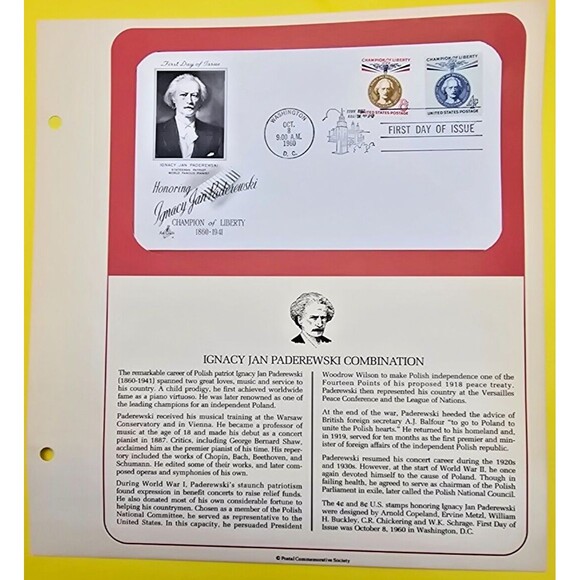 First Day of Issue
IGNACY JAN PADEREWSKI
STATESMAN, PATRIOT
WORLD FAMOUS PIANIST
Honoring
Ignacy Jan Paderewski
CHAMPION of LIBERTY
1860-1941
WASHINGTON
OCT.
8
9:00 A.M.
1960
D. C.
CHAMPION OF LIBERTY
8¢
UNITED STATES POSTAGE
CHAMPION OF LIBERTY
4¢
UNITED STATES POSTAGE
FIRST DAY OF ISSUE
IGNACY JAN PADEREWSKI COMBINATION
The remarkable career of Polish patriot Ignacy Jan Paderewski
(1860-1941) spanned two great loves, music and service to
his country. A child prodigy, he first achieved worldwide
fame as a piano virtuoso. He was later renowned as one of
the leading champions for an independent Poland.
Paderewski received his musical training at the Warsaw
Conservatory and in Vienna. He became a professor of
music at the age of 18 and made his debut as a concert
pianist in 1887. Critics, including George Bernard Shaw,
acclaimed him as the premier pianist of his time. His reper-
tory included the works of Chopin, Bach, Beethoven, and
Schumann. He edited some of their works, and later com-
posed operas and symphonies of his own.
During World War I, Paderewski's staunch patriotism
found expression in benefit concerts to raise relief funds.
He also donated most of his own considerable fortune to
helping his countrymen. Chosen as a member of the Polish
National Committee, he served as representative to the
United States. In this capacity, he persuaded President
Woodrow Wilson to make Polish independence one of the
Fourteen Points of his proposed 1918 peace treaty.
Paderewski then represented his country at the Versailles
Peace Conference and the League of Nations.
At the end of the war, Paderewski heeded the advice of
British foreign secretary A.J. Balfour "to go to Poland to
unite the Polish hearts." He returned to his homeland and,
in 1919, served for ten months as the first premier and min-
ister of foreign affairs of the independent Polish republic.
Paderewski resumed his concert career during the 1920s
and 1930s. However, at the start of World War II, he once
again devoted himself to the cause of Poland. Though in
failing health, he agreed to serve as chairman of the Polish
Parliament in exile, later called the Polish National Council.
The 4¢ and 8¢ U.S. stamps honoring Ignacy Jan Paderewski
were designed by Arnold Copeland, Ervine Metzl, William
H. Buckley, C.R. Chickering and W.K. Schrage. First Day of
Issue was October 8, 1960 in Washington, D.C.
© Postal Commemorative Society